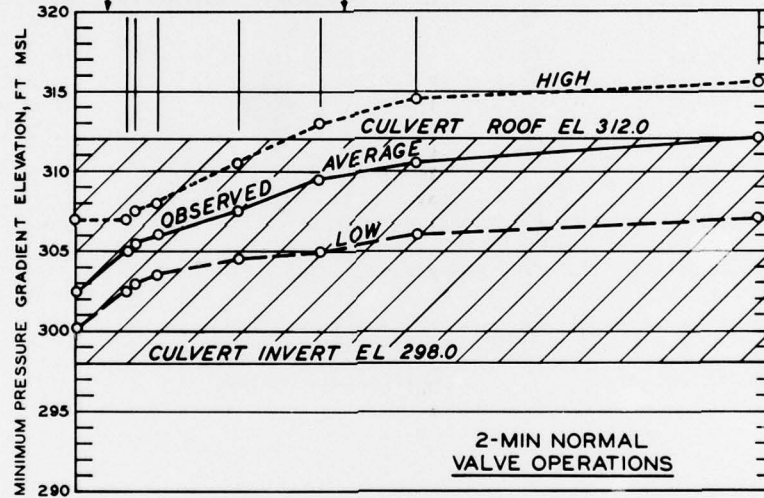 MINIMUM PRESSURE GRADIENT ELEVATION, FT MSL
320
315
310
305
300
295
290
HIGH
CULVERT ROOF EL 312.0
OBSERVED AVERAGE
LOW
CULVERT INVERT EL 298.0
2-MIN NORMAL
VALVE OPERATIONS